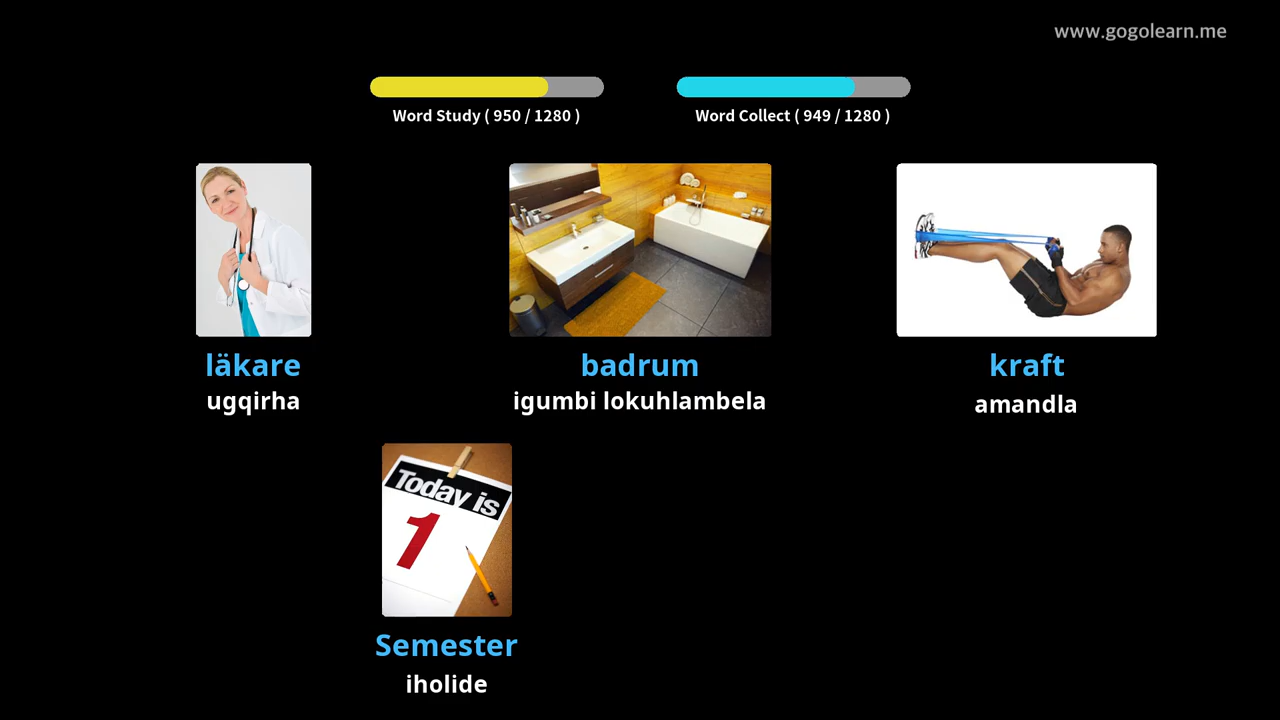 www.gogolearn.me
Word Study ( 950 / 1280 )
Word Collect ( 949 / 1280 )
läkare
ugqirha
badrum
igumbi lokuhlambela
kraft
amandla
Today is
1
Semester
iholide